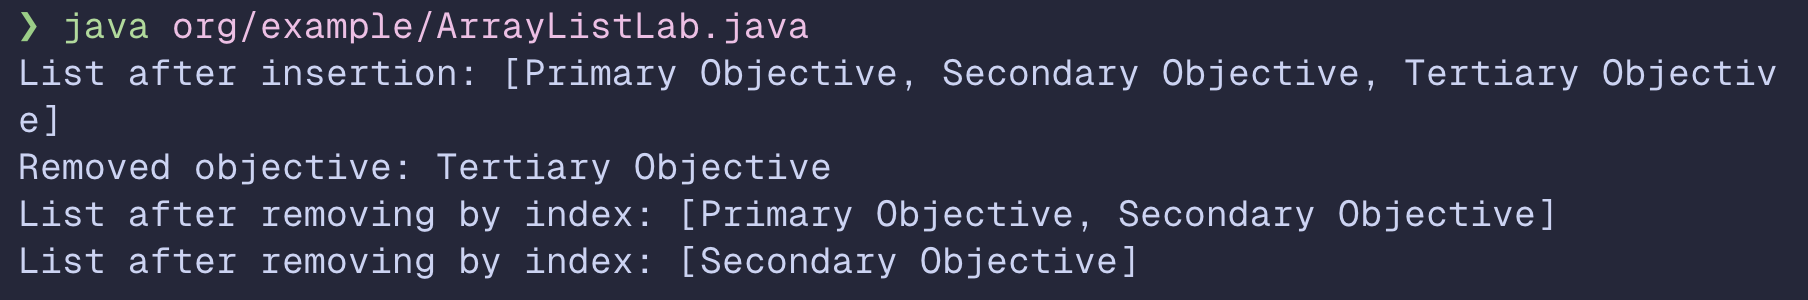 ❯ java org/example/ArrayListLab.java
List after insertion: [Primary Objective, Secondary Objective, Tertiary Objectiv
e]
Removed objective: Tertiary Objective
List after removing by index: [Primary Objective, Secondary Objective]
List after removing by index: [Secondary Objective]